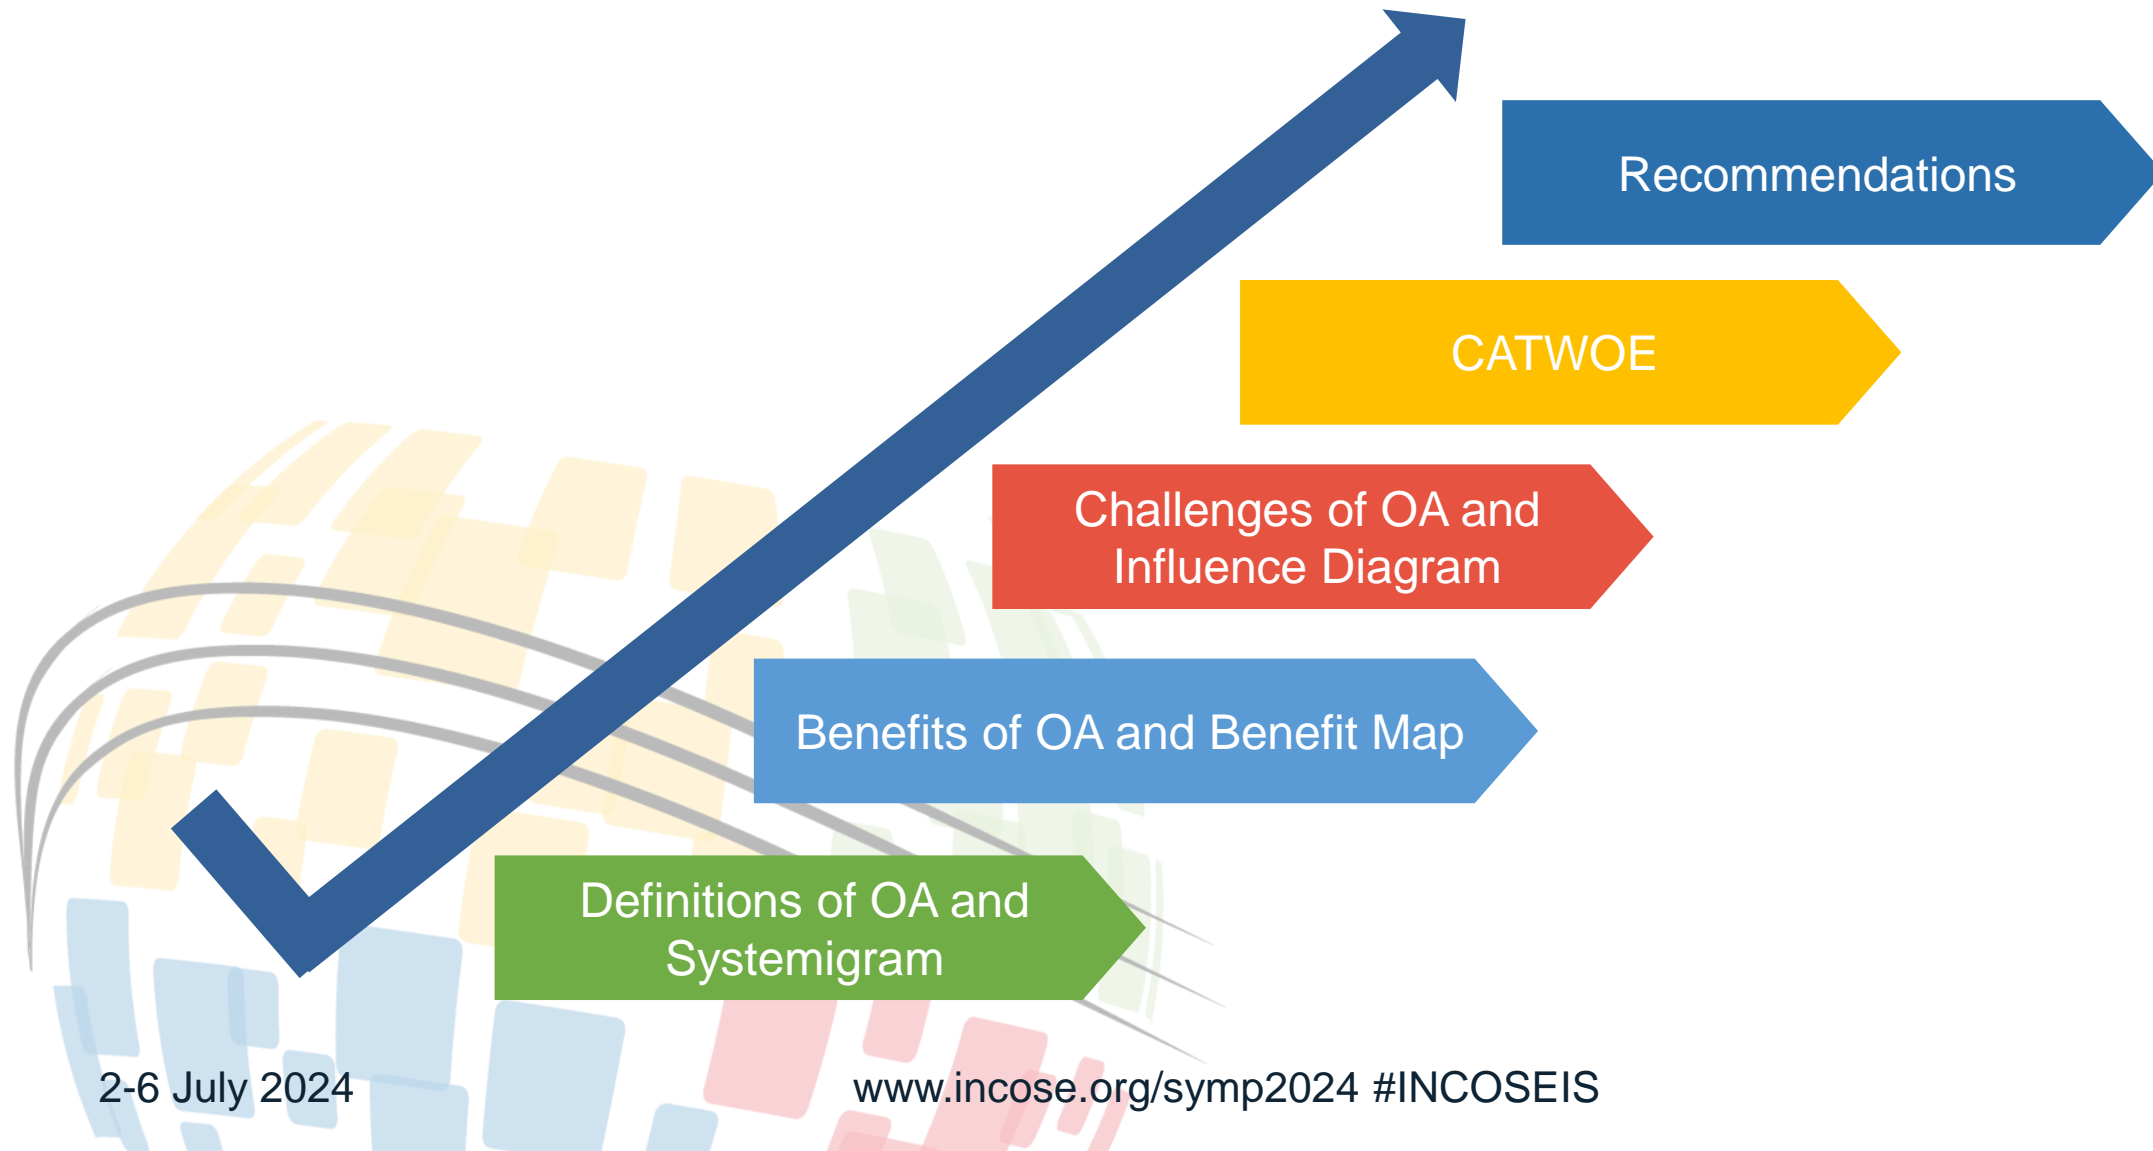 Recommendations
CATWOE
Challenges of OA and
Influence Diagram
Benefits of OA and Benefit Map
Definitions of OA and
Systemigram
2-6 July 2024
www.incose.org/symp2024 #INCOSEIS